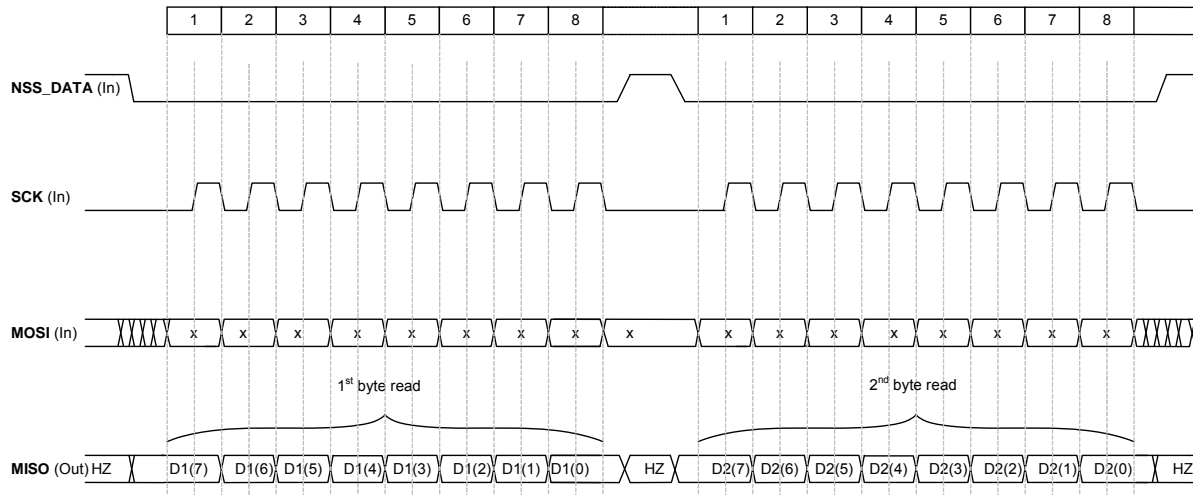 1 2 3 4 5 6 7 8 1 2 3 4 5 6 7 8
NSS_DATA (In)
SCK (In)
MOSI (In) x x x x x x x x x x x x x x x x x
1st byte read 2nd byte read
MISO (Out) HZ D1(7) D1(6) D1(5) D1(4) D1(3) D1(2) D1(1) D1(0) HZ D2(7) D2(6) D2(5) D2(4) D2(3) D2(2) D2(1) D2(0) HZ